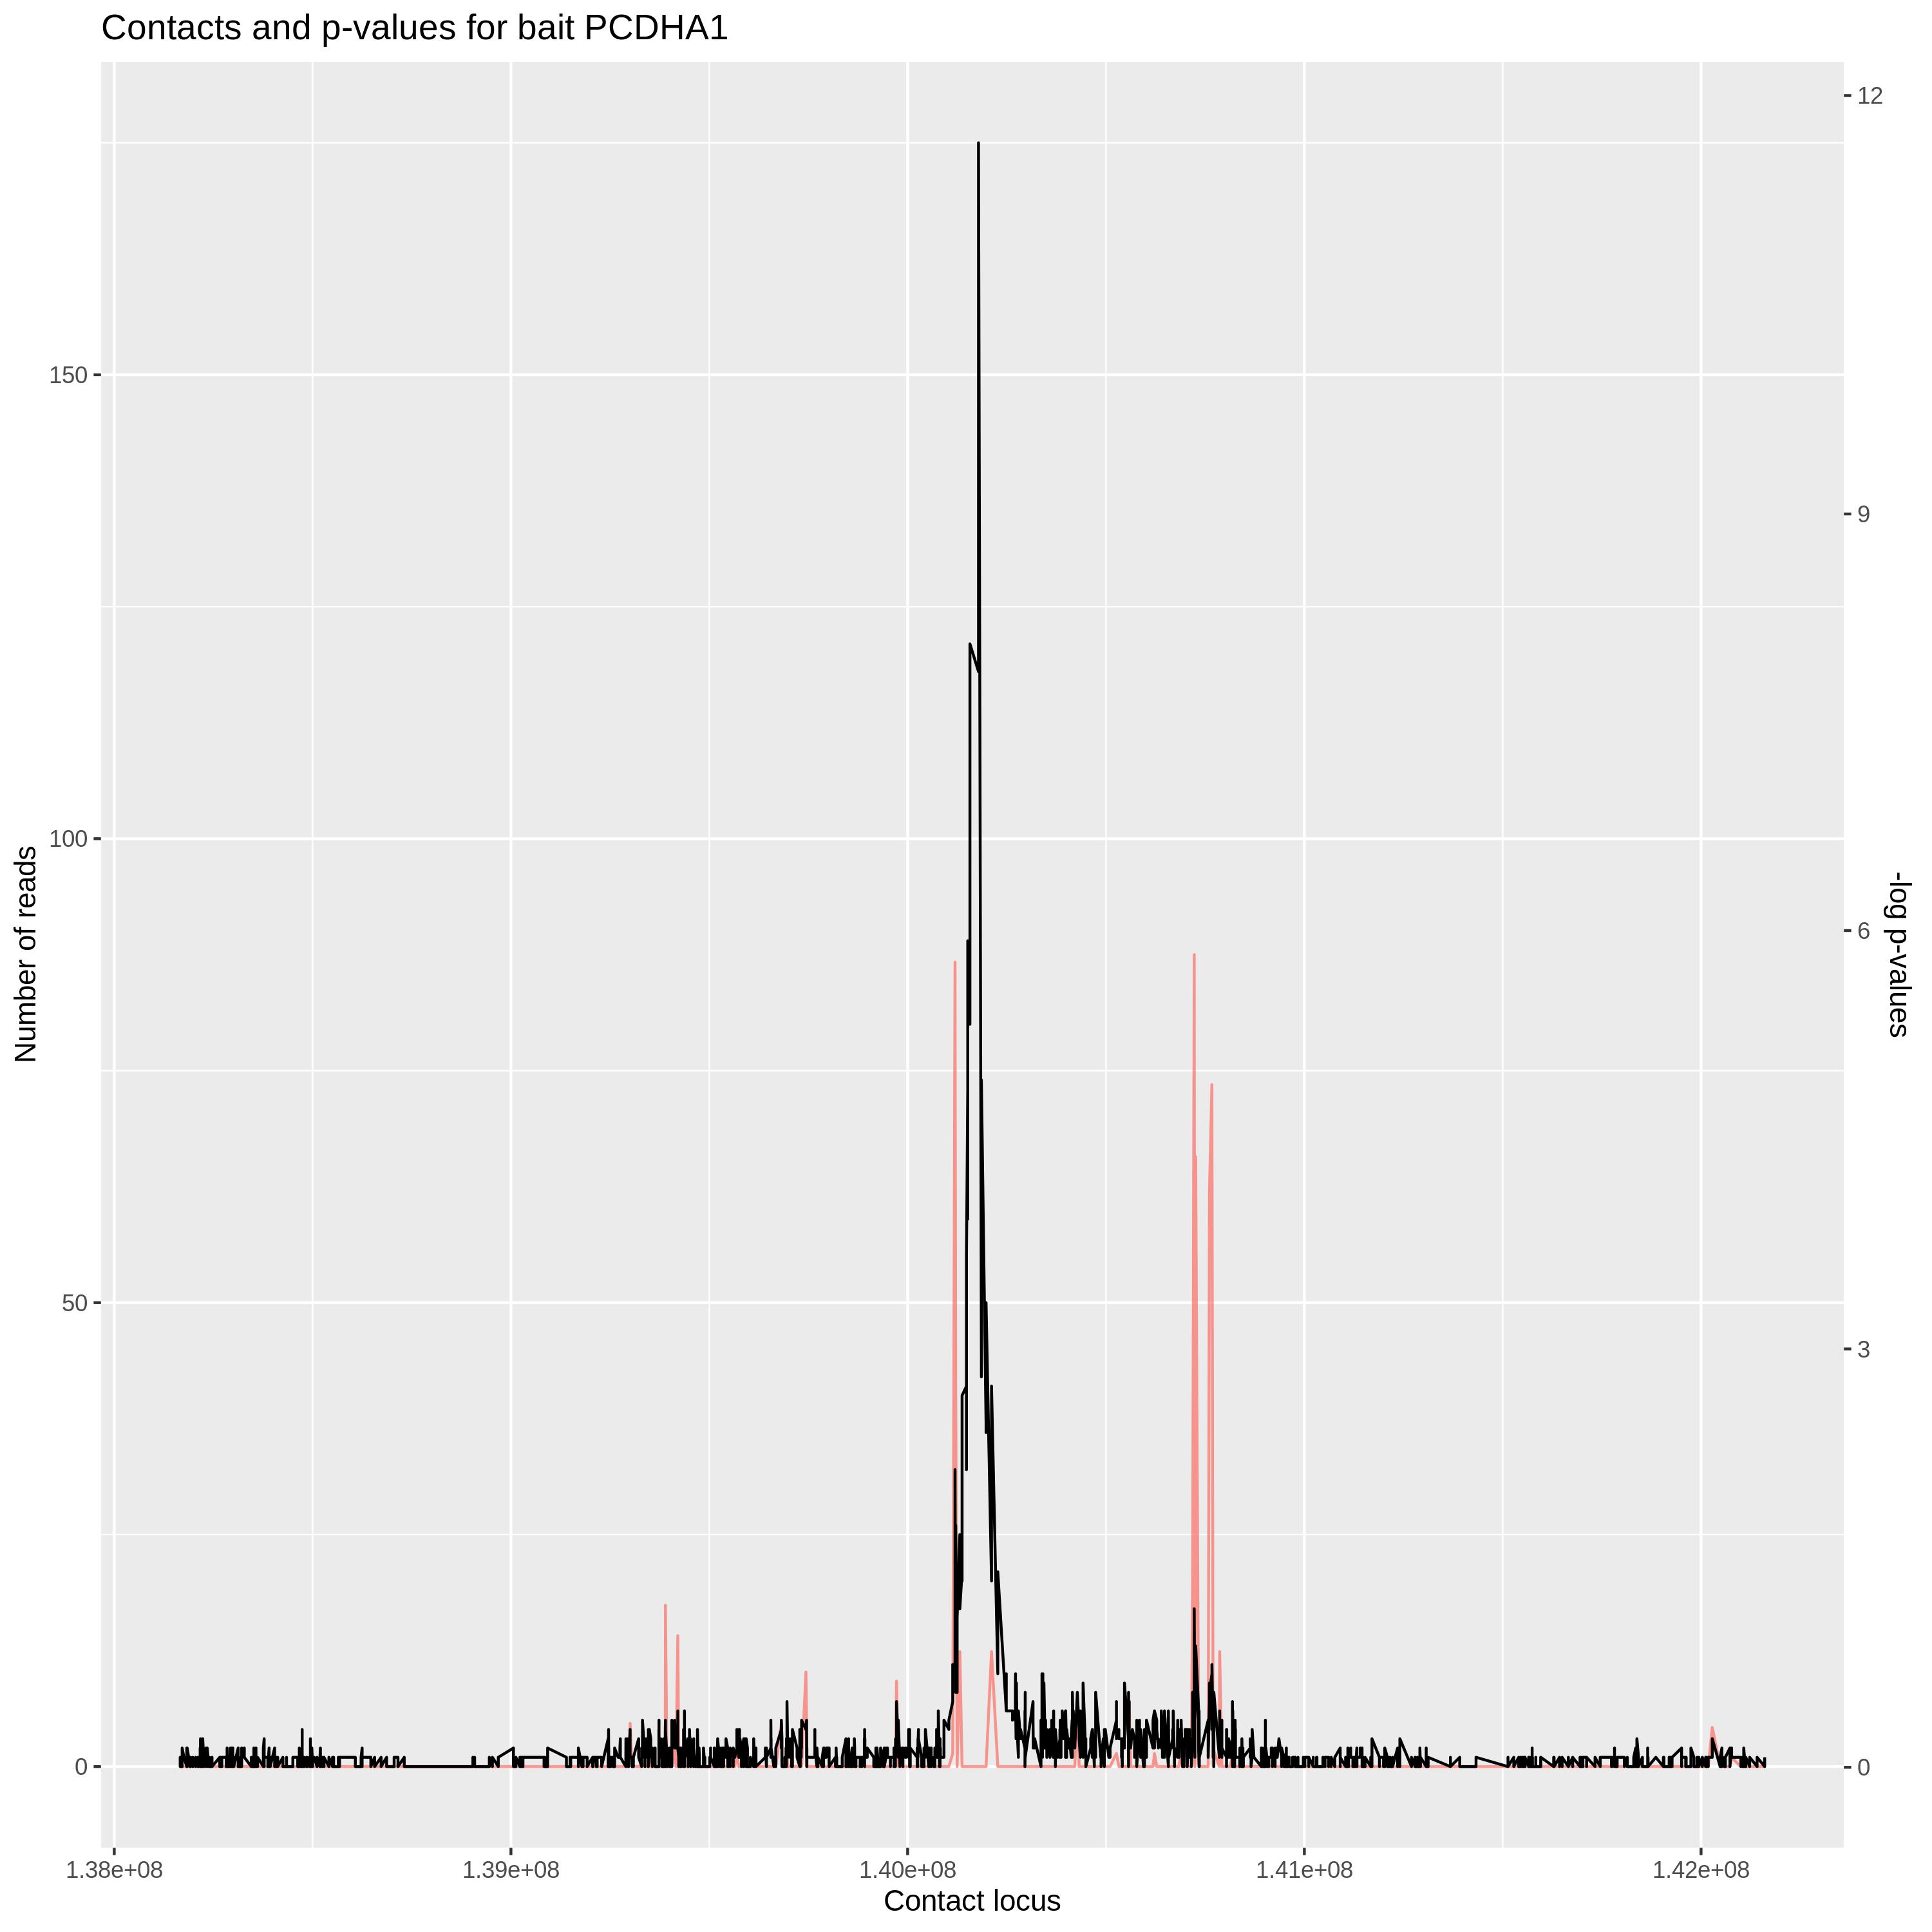 Contacts and p-values for bait PCDHA1
12
9
6
3
0
150
100
50
0
Number of reads
-log p-values
1.38e+08 1.39e+08 1.40e+08 1.41e+08 1.42e+08
Contact locus